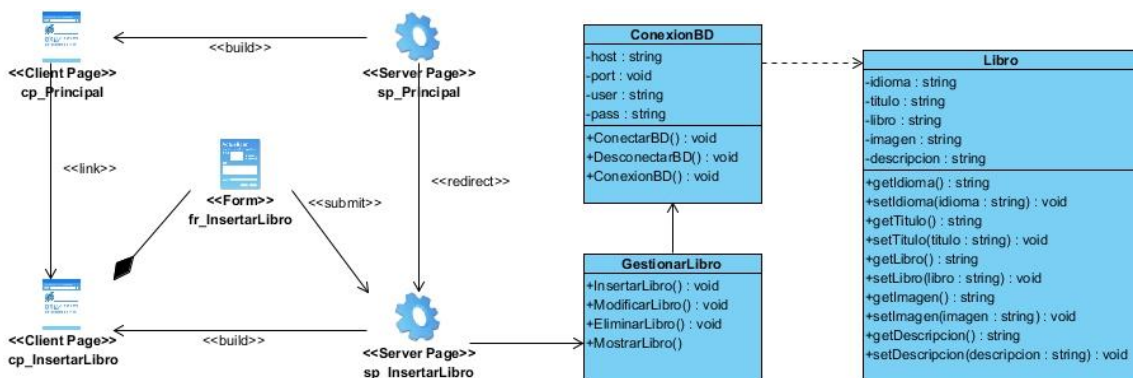 <<Client Page>>
cp_Principal
<<build>>
<<Server Page>>
sp_Principal
<<link>>
<<Form>>
fr_InsertarLibro
<<submit>>
<<redirect>>
<<Client Page>>
cp_InsertarLibro
<<build>>
<<Server Page>>
sp_InsertarLibro
ConexionBD
-host : string
-port : void
-user : string
-pass : string
+ConectarBD() : void
+DesconectarBD() : void
+ConexionBD() : void
GestionarLibro
+InsertarLibro() : void
+ModificarLibro() : void
+EliminarLibro() : void
+MostrarLibro()
Libro
-idioma : string
-titulo : string
-libro : string
-imagen : string
-descripcion : string
+getIdioma() : string
+setIdioma(idioma : string) : void
+getTitulo() : string
+setTitulo(titulo : string) : void
+getLibro() : string
+setLibro(libro : string) : void
+getImagen() : string
+setImagen(imagen : string) : void
+getDescripcion() : string
+setDescripcion(descripcion : string) : void